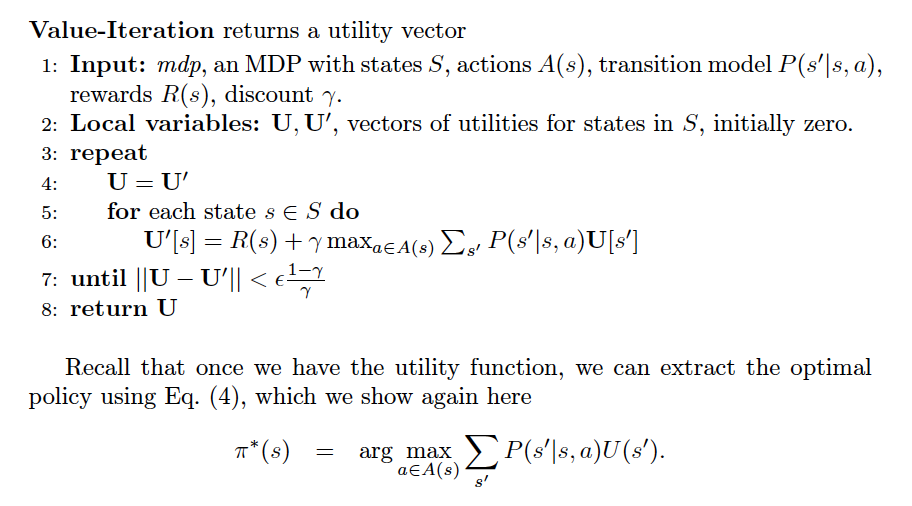 Value-Iteration returns a utility vector
1: Input: mdp, an MDP with states S, actions A(s), transition model P(s′|s, a),
rewards R(s), discount γ.
2: Local variables: U, U′, vectors of utilities for states in S, initially zero.
3: repeat
4: U = U′
5: for each state s ∈ S do
6: U′[s] = R(s) + γ max_{a∈A(s)} ∑_{s′} P(s′|s, a)U[s′]
7: until ||U − U′|| < ϵ\frac{1−γ}{γ}
8: return U
Recall that once we have the utility function, we can extract the optimal
policy using Eq. (4), which we show again here
π*(s) = arg max_{a∈A(s)} ∑_{s′} P(s′|s, a)U(s′).